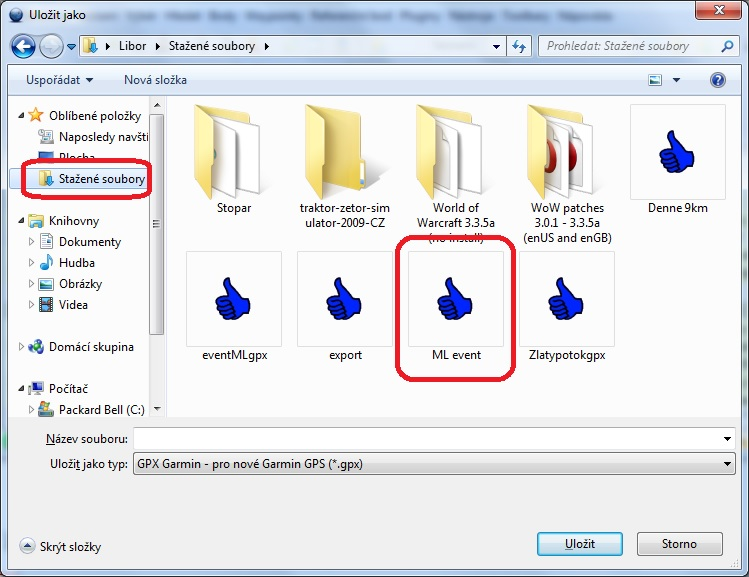 Uložit jako
Libor
Stažené soubory
Prohledat: Stažené soubory
Uspořádat
Nová složka
Oblíbené položky
Naposledy navští
Plocha
Stažené soubory
Knihovny
Dokumenty
Hudba
Obrázky
Videa
Domácí skupina
Počítač
Packard Bell (C:)
Stopar
traktor-zetor-sim
ulator-2009-CZ
World of
Warcraft 3.3.5a
(no install)
WoW patches
3.0.1 - 3.3.5a
(enUS and enGB)
Denne 9km
eventMLgpx
export
ML event
Zlatypotokgpx
Název souboru:
Uložit jako typ: GPX Garmin - pro nové Garmin GPS (*.gpx)
Skrýt složky
Uložit
Storno